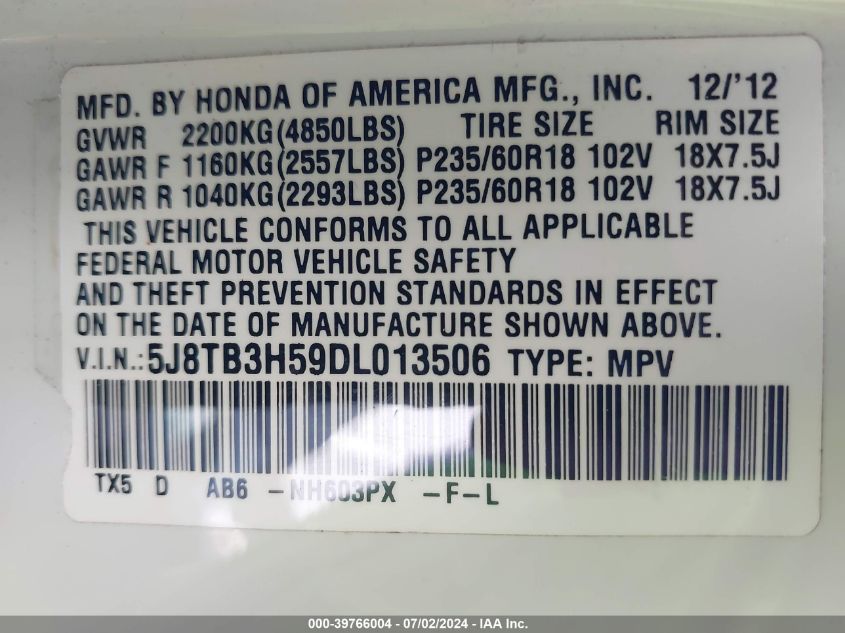 MFD. BY HONDA OF AMERICA MFG., INC. 12/'12
GVWR 2200KG(4850LBS) TIRE SIZE RIM SIZE
GAWR F 1160KG(2557LBS) P235/60R18 102V 18X7.5J
GAWR R 1040KG(2293LBS) P235/60R18 102V 18X7.5J
THIS VEHICLE CONFORMS TO ALL APPLICABLE
FEDERAL MOTOR VEHICLE SAFETY
AND THEFT PREVENTION STANDARDS IN EFFECT
ON THE DATE OF MANUFACTURE SHOWN ABOVE.
V.I.N.:5J8TB3H59DL013506 TYPE: MPV
TX5 D AB6 -NH603PX -F-L
000-39766004 / 07/02/2024 - IAA Inc.